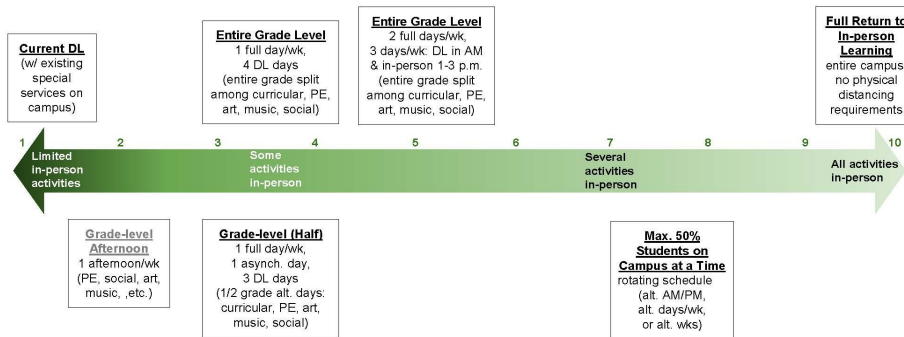 Current DL
(w/ existing
special
services on
campus)
Entire Grade Level
1 full day/wk,
4 DL days
(entire grade split
among curricular, PE,
art, music, social)
Entire Grade Level
2 full days/wk,
3 days/wk: DL in AM
& in-person 1-3 p.m.
(entire grade split
among curricular, PE,
art, music, social)
Full Return to
In-person
Learning
entire campus,
no physical
distancing
requirements
1 2 3 4 5 6 7 8 9 10
Limited
in-person
activities
Some
activities
in-person
Several
activities
in-person
All activities
in-person
Grade-level
Afternoon
1 afternoon/wk
(PE, social, art,
music, ,etc.)
Grade-level (Half)
1 full day/wk,
1 asynch. day,
3 DL days
(1/2 grade alt. days:
curricular, PE, art,
music, social)
Max. 50%
Students on
Campus at a Time
rotating schedule
(alt. AM/PM,
alt. days/wk,
or alt. wks)